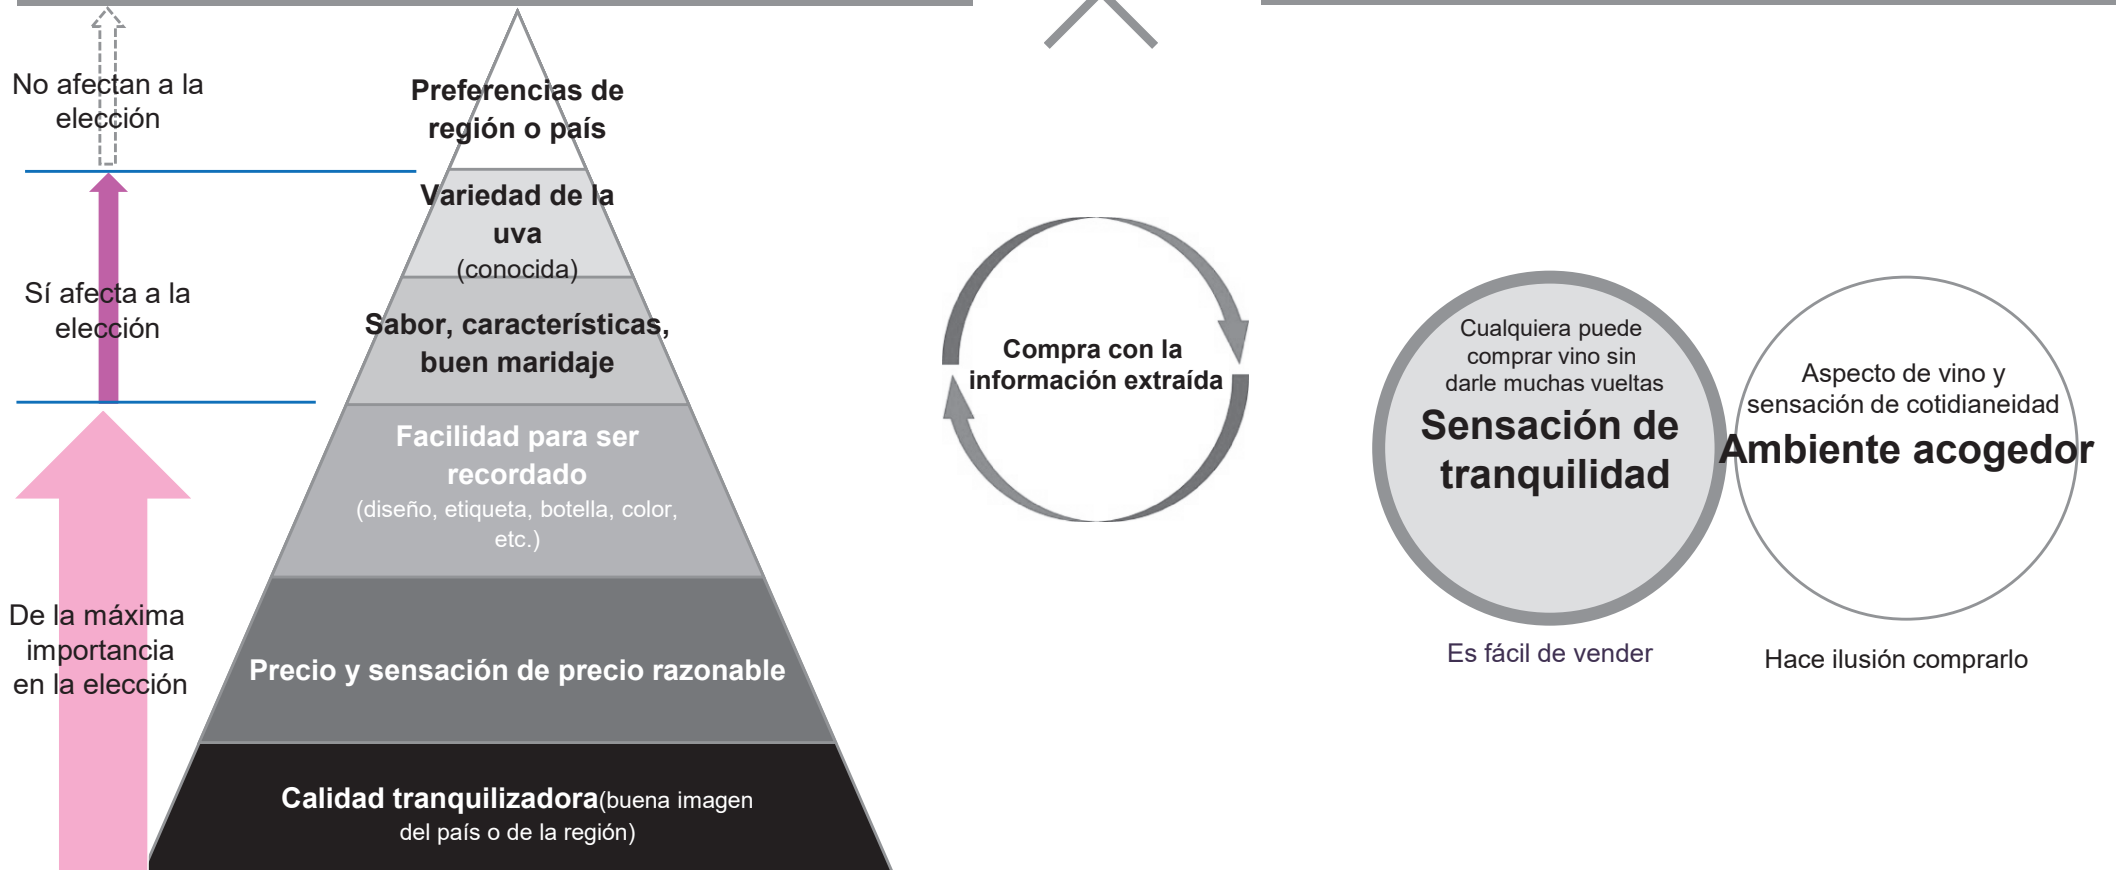 No afectan a la
elección
Sí afecta a la
elección
De la máxima
importancia
en la elección
Preferencias de
región o país
Variedad de la
uva
(conocida)
Sabor, características,
buen maridaje
Facilidad para ser
recordado
(diseño, etiqueta, botella, color,
etc.)
Precio y sensación de precio razonable
Calidad tranquilizadora(buena imagen
del país o de la región)
Compra con la
información extraída
Cualquiera puede
comprar vino sin
darle muchas vueltas
Sensación de
tranquilidad
Es fácil de vender
Aspecto de vino y
sensación de cotidianeidad
Ambiente acogedor
Hace ilusión comprarlo